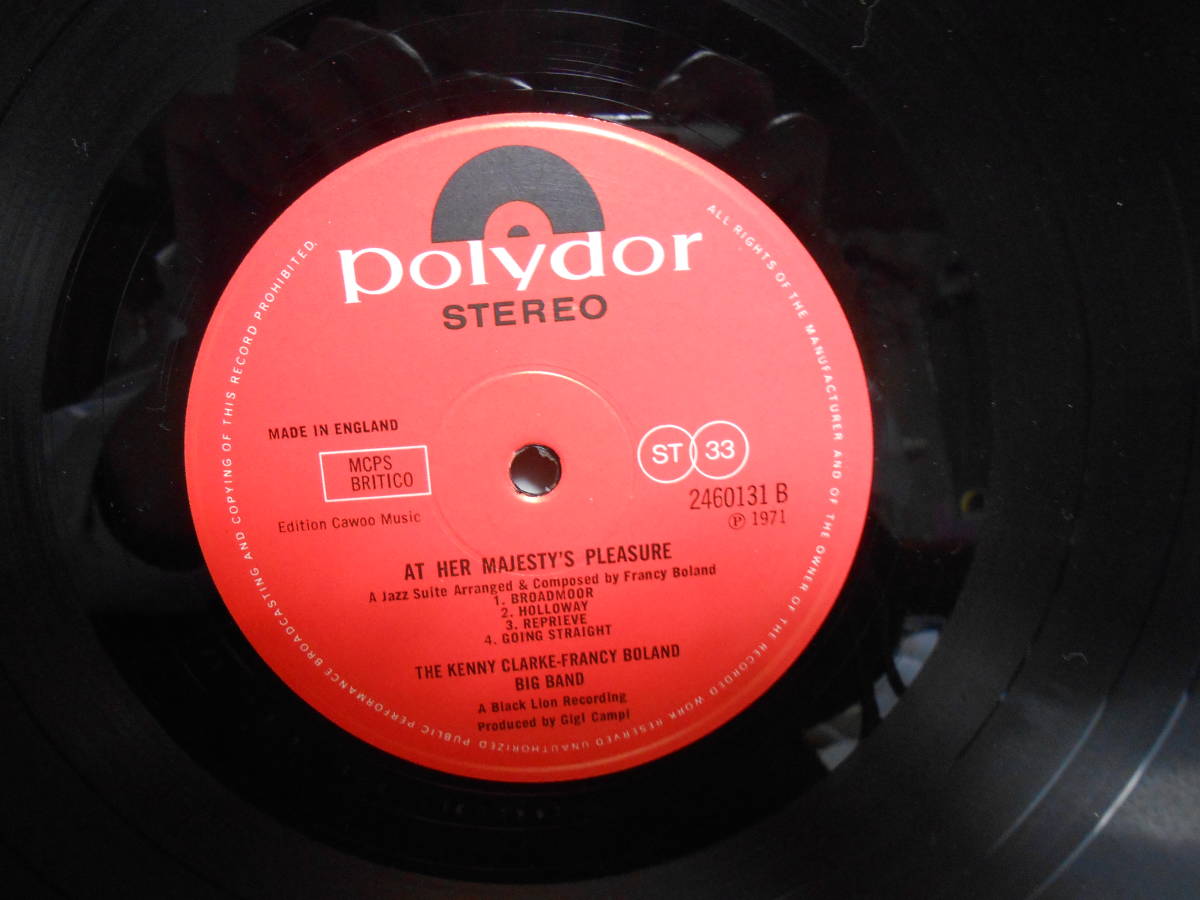 polydor
STEREO
MADE IN ENGLAND
MCPS
BRITICO
Edition Cawoo Music
ST 33
2460131 B
℗ 1971
AT HER MAJESTY'S PLEASURE
A Jazz Suite Arranged & Composed by Francy Boland
1. BROADMOOR
2. HOLLOWAY
3. REPRIEVE
4. GOING STRAIGHT
THE KENNY CLARKE-FRANCY BOLAND
BIG BAND
A Black Lion Recording
Produced by Gigi Campi
ALL RIGHTS OF THE MANUFACTURER AND OF THE OWNER OF THE RECORDED WORK RESERVED UNAUTHORIZED PUBLIC PERFORMANCE BROADCASTING AND COPYING OF THIS RECORD PROHIBITED.